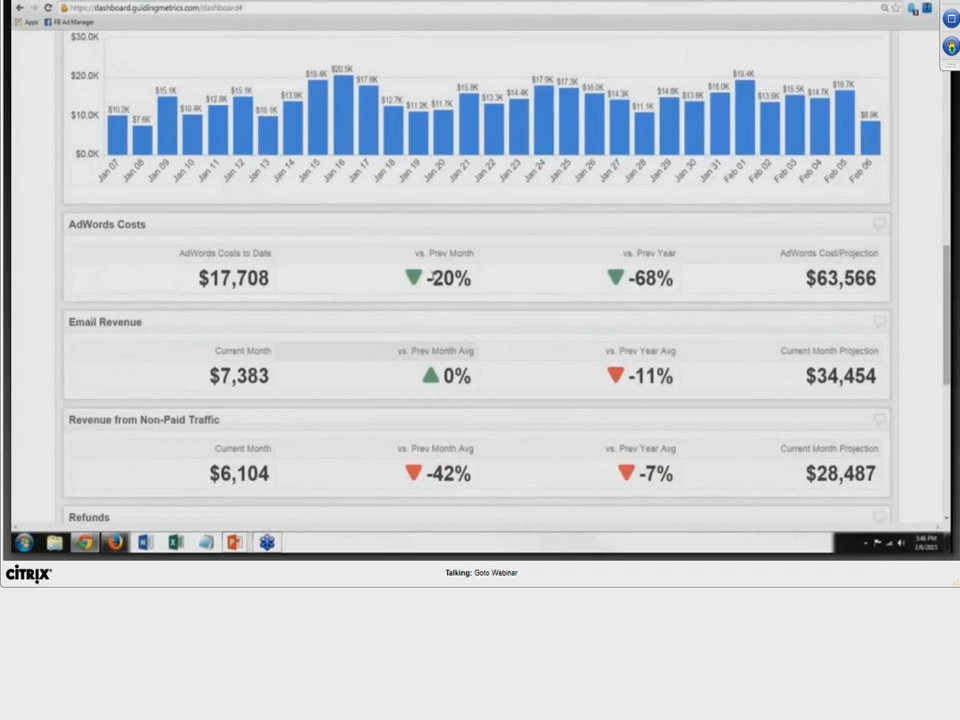 https://dashboard.guidingmetrics.com/dashboard#
Apps FB Ad Manager
$30.0K
$20.0K
$10.0K
$0.0K
$10.2K $7.6K $15.1K $10.4K $12.8K $15.1K $10.1K $13.9K $19.4K $20.5K $17.8K $12.7K $11.2K $11.7K $15.8K $13.3K $14.4K $17.9K $17.3K $16.0K $14.3K $11.1K $14.8K $13.8K $16.0K $19.4K $13.6K $15.5K $14.7K $16.7K $8.9K
Jan 07 Jan 08 Jan 09 Jan 10 Jan 11 Jan 12 Jan 13 Jan 14 Jan 15 Jan 16 Jan 17 Jan 18 Jan 19 Jan 20 Jan 21 Jan 22 Jan 23 Jan 24 Jan 25 Jan 26 Jan 27 Jan 28 Jan 29 Jan 30 Jan 31 Feb 01 Feb 02 Feb 03 Feb 04 Feb 05 Feb 06
AdWords Costs
AdWords Costs to Date vs. Prev Month vs. Prev Year AdWords Cost/Projection
$17,708 -20% -68% $63,566
Email Revenue
Current Month vs. Prev Month Avg vs. Prev Year Avg Current Month Projection
$7,383 0% -11% $34,454
Revenue from Non-Paid Traffic
Current Month vs. Prev Month Avg vs. Prev Year Avg Current Month Projection
$6,104 -42% -7% $28,487
Refunds
3:46 PM
2/6/2015
CITRIX
Talking: Goto Webinar